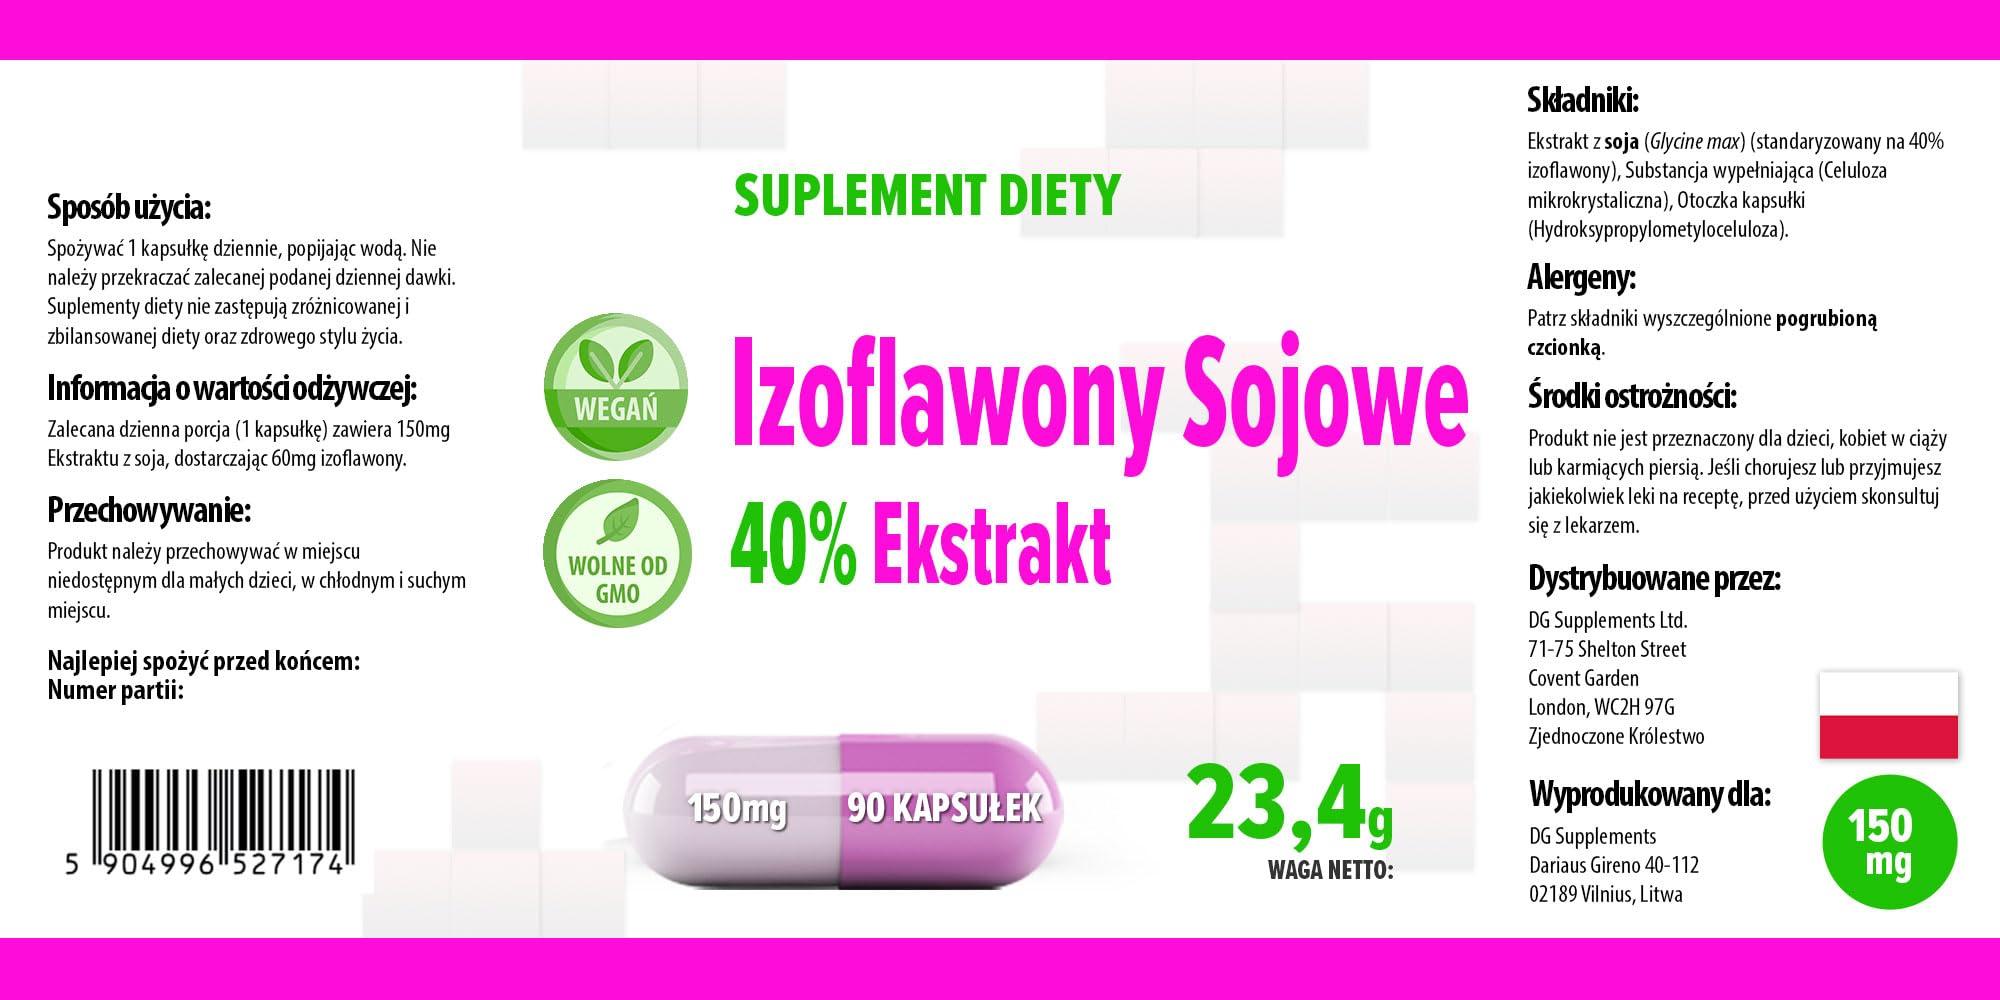 Sposób użycia:
Spożywać 1 kapsułkę dziennie, popijając wodą. Nie
należy przekraczać zalecanej podanej dziennej dawki.
Suplementy diety nie zastępują zróżnicowanej i
zbilansowanej diety oraz zdrowego stylu życia.
Informacja o wartości odżywczej:
Zalecana dzienna porcja (1 kapsułkę) zawiera 150mg
Ekstraktu z soja, dostarczając 60mg izoflawony.
Przechowywanie:
Produkt należy przechowywać w miejscu
niedostępnym dla małych dzieci, w chłodnym i suchym
miejscu.
Najlepiej spożyć przed końcem:
Numer partii:
5 904996 527174
SUPLEMENT DIETY
WEGAŃ
Izoflawony Sojowe
WOLNE OD
GMO
40% Ekstrakt
150mg 90 KAPSUŁEK
23,4g
WAGA NETTO:
Składniki:
Ekstrakt z soja (Glycine max) (standaryzowany na 40%
izoflawony), Substancja wypełniająca (Celuloza
mikrokrystaliczna), Otoczka kapsułki
(Hydroksypropylometyloceluloza).
Alergeny:
Patrz składniki wyszczególnione pogrubioną
czcionką.
Środki ostrożności:
Produkt nie jest przeznaczony dla dzieci, kobiet w ciąży
lub karmiących piersią. Jeśli chorujesz lub przyjmujesz
jakiekolwiek leki na receptę, przed użyciem skonsultuj
się z lekarzem.
Dystrybuowane przez:
DG Supplements Ltd.
71-75 Shelton Street
Covent Garden
London, WC2H 97G
Zjednoczone Królestwo
Wyprodukowany dla:
DG Supplements
Dariaus Gireno 40-112
02189 Vilnius, Litwa
150
mg